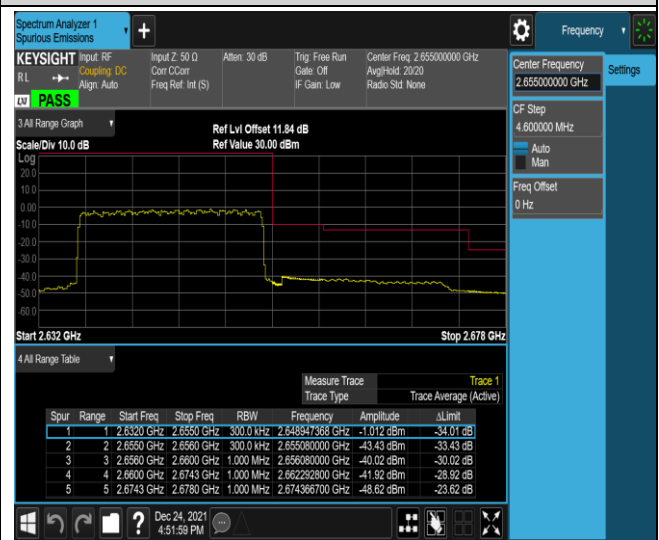 Spectrum Analyzer 1
Spurious Emissions
Frequency
KEYSIGHT Input: RF Input Z: 50 Ω Atten: 30 dB Trig: Free Run Center Freq: 2.655000000 GHz
RL Coupling: DC Corr CCorr Gate: Off Avg|Hold: 20/20
Align: Auto Freq Ref: Int (S) IF Gain: Low Radio Std: None
LW PASS
3 All Range Graph
Ref Lvl Offset 11.84 dB
Scale/Div 10.0 dB Ref Value 30.00 dBm
Log
20.0
10.0
0.00
-10.0
-20.0
-30.0
-40.0
-50.0
-60.0
Start 2.632 GHz Stop 2.678 GHz
4 All Range Table
Measure Trace Trace 1
Trace Type Trace Average (Active)
Spur Range Start Freq Stop Freq RBW Frequency Amplitude ΔLimit
1 1 2.6320 GHz 2.6550 GHz 300.0 kHz 2.648947368 GHz -1.012 dBm -34.01 dB
2 2 2.6550 GHz 2.6560 GHz 300.0 kHz 2.655080000 GHz -43.43 dBm -33.43 dB
3 3 2.6560 GHz 2.6600 GHz 1.000 MHz 2.656080000 GHz -40.02 dBm -30.02 dB
4 4 2.6600 GHz 2.6743 GHz 1.000 MHz 2.662292800 GHz -41.92 dBm -28.92 dB
5 5 2.6743 GHz 2.6780 GHz 1.000 MHz 2.674366700 GHz -48.62 dBm -23.62 dB
Dec 24, 2021
4:51:59 PM
Center Frequency
2.655000000 GHz
Settings
CF Step
4.600000 MHz
Auto
Man
Freq Offset
0 Hz